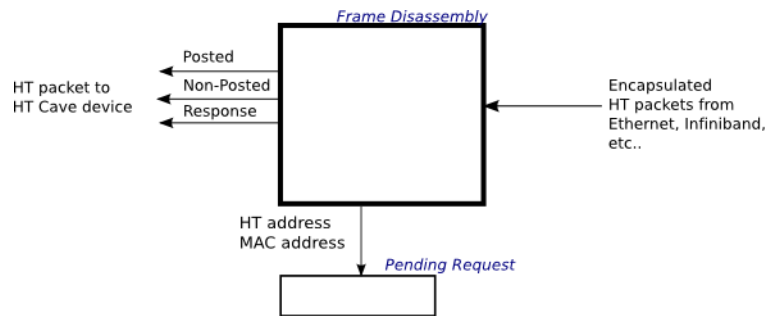 Frame Disassembly
Posted
Non-Posted
Response
HT packet to
HT Cave device
Encapsulated
HT packets from
Ethernet, Infiniband,
etc..
HT address
MAC address
Pending Request